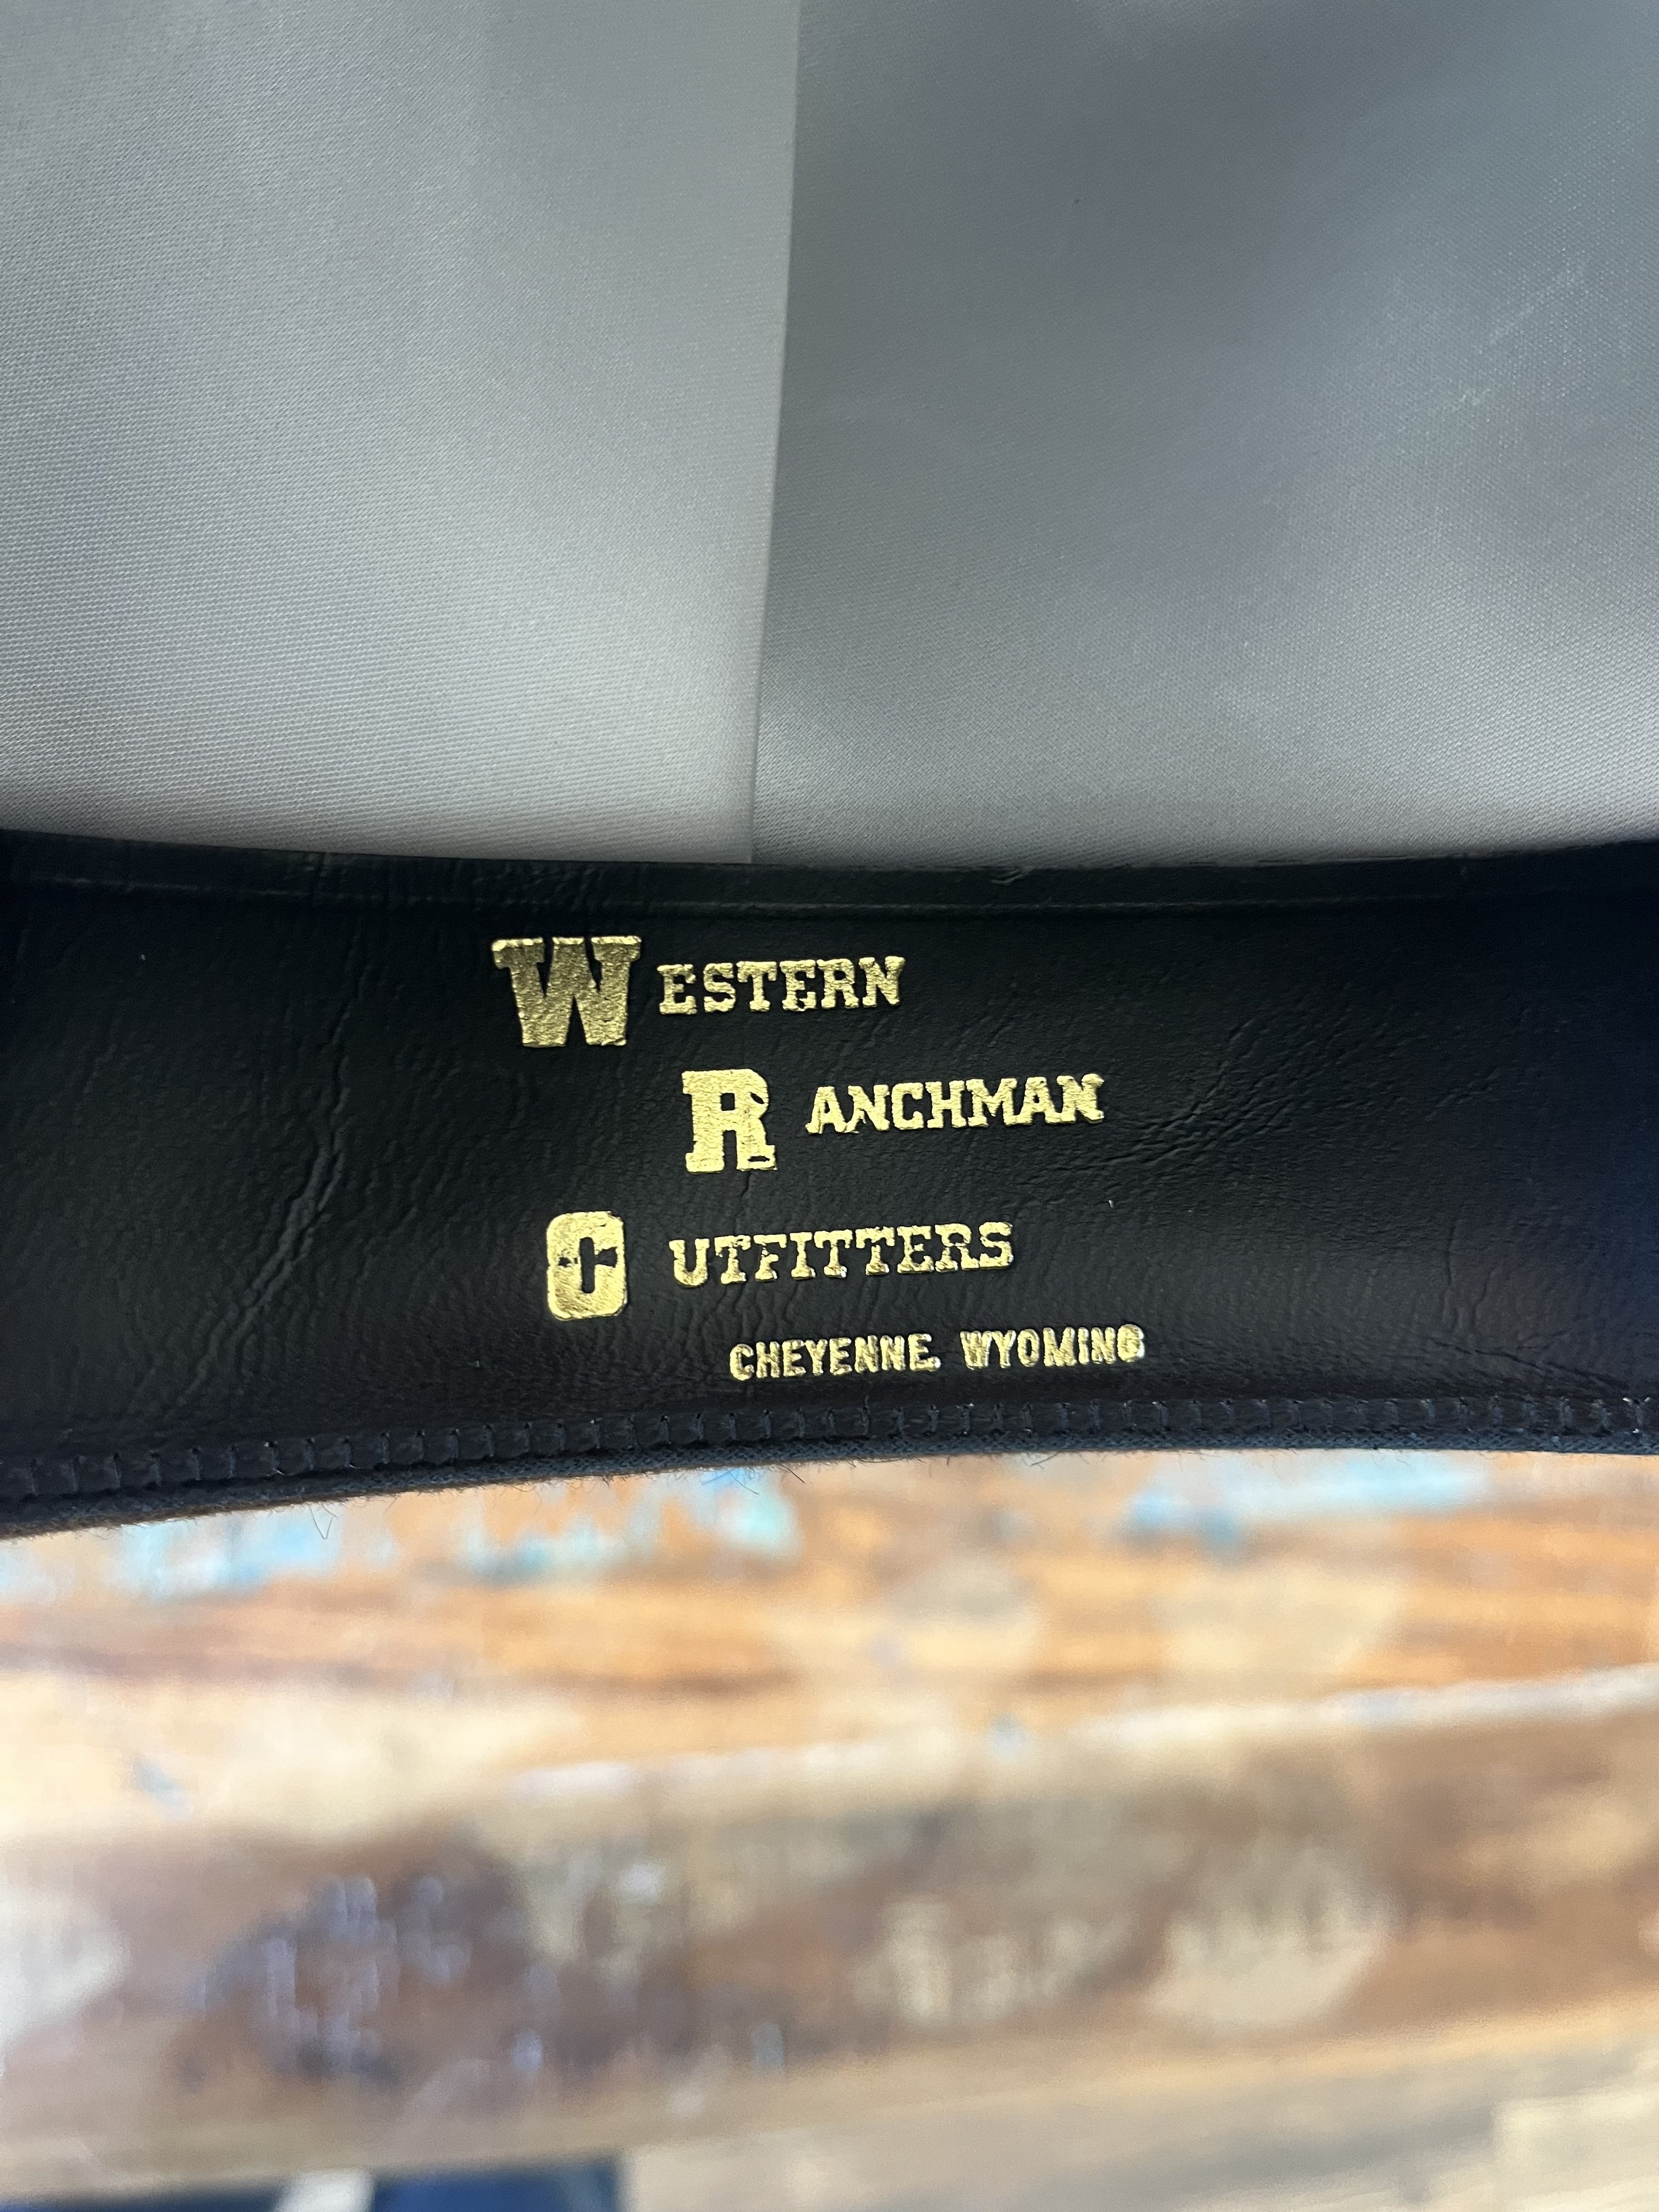 WESTERN
RANCHMAN
OUTFITTERS
CHEYENNE, WYOMING